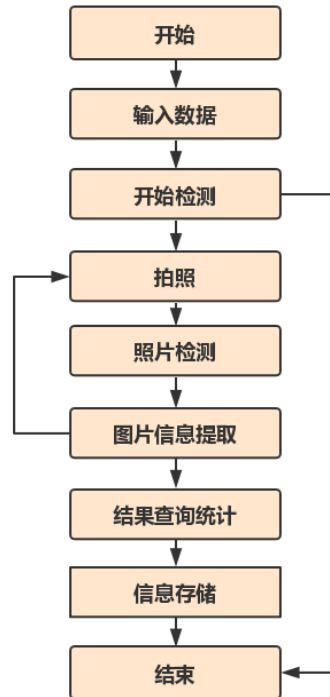 开始
输入数据
开始检测
拍照
照片检测
图片信息提取
结果查询统计
信息存储
结束